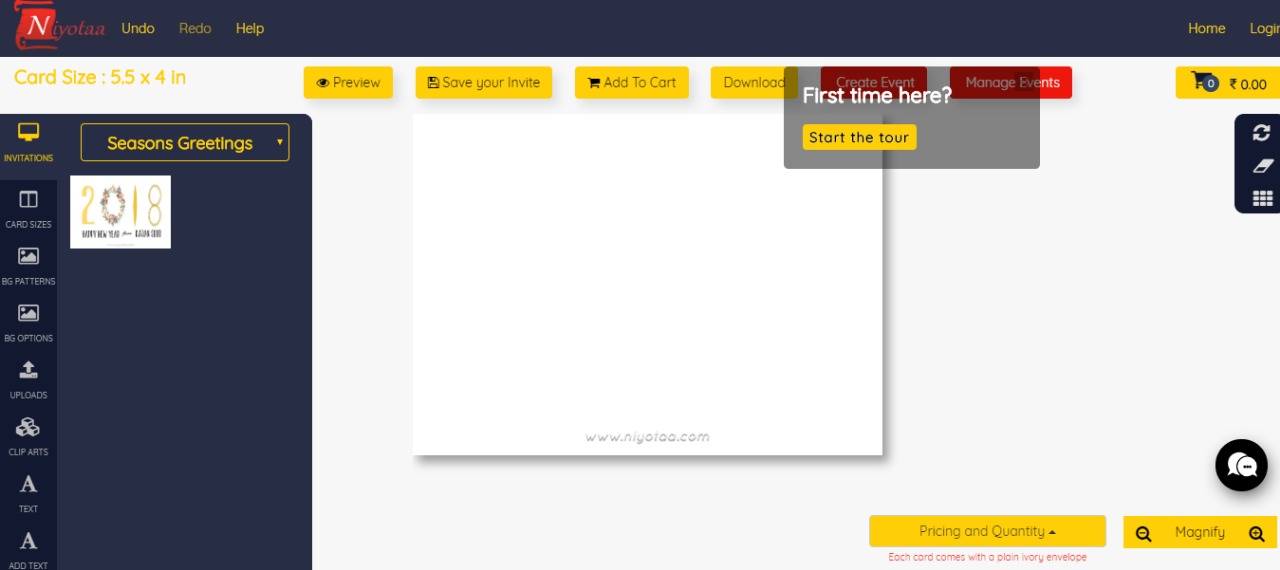 Niyotaa
Undo
Redo
Help
Home
Login
Card Size : 5.5 x 4 in
Preview
Save your Invite
Add To Cart
Download
Create Event
Manage Events
0
₹ 0.00
First time here?
Start the tour
INVITATIONS
Seasons Greetings
CARD SIZES
BG PATTERNS
BG OPTIONS
UPLOADS
CLIP ARTS
TEXT
ADD TEXT
2018
HAPPY NEW YEAR from
www.niyotaa.com
Pricing and Quantity
Each card comes with a plain ivory envelope
Magnify